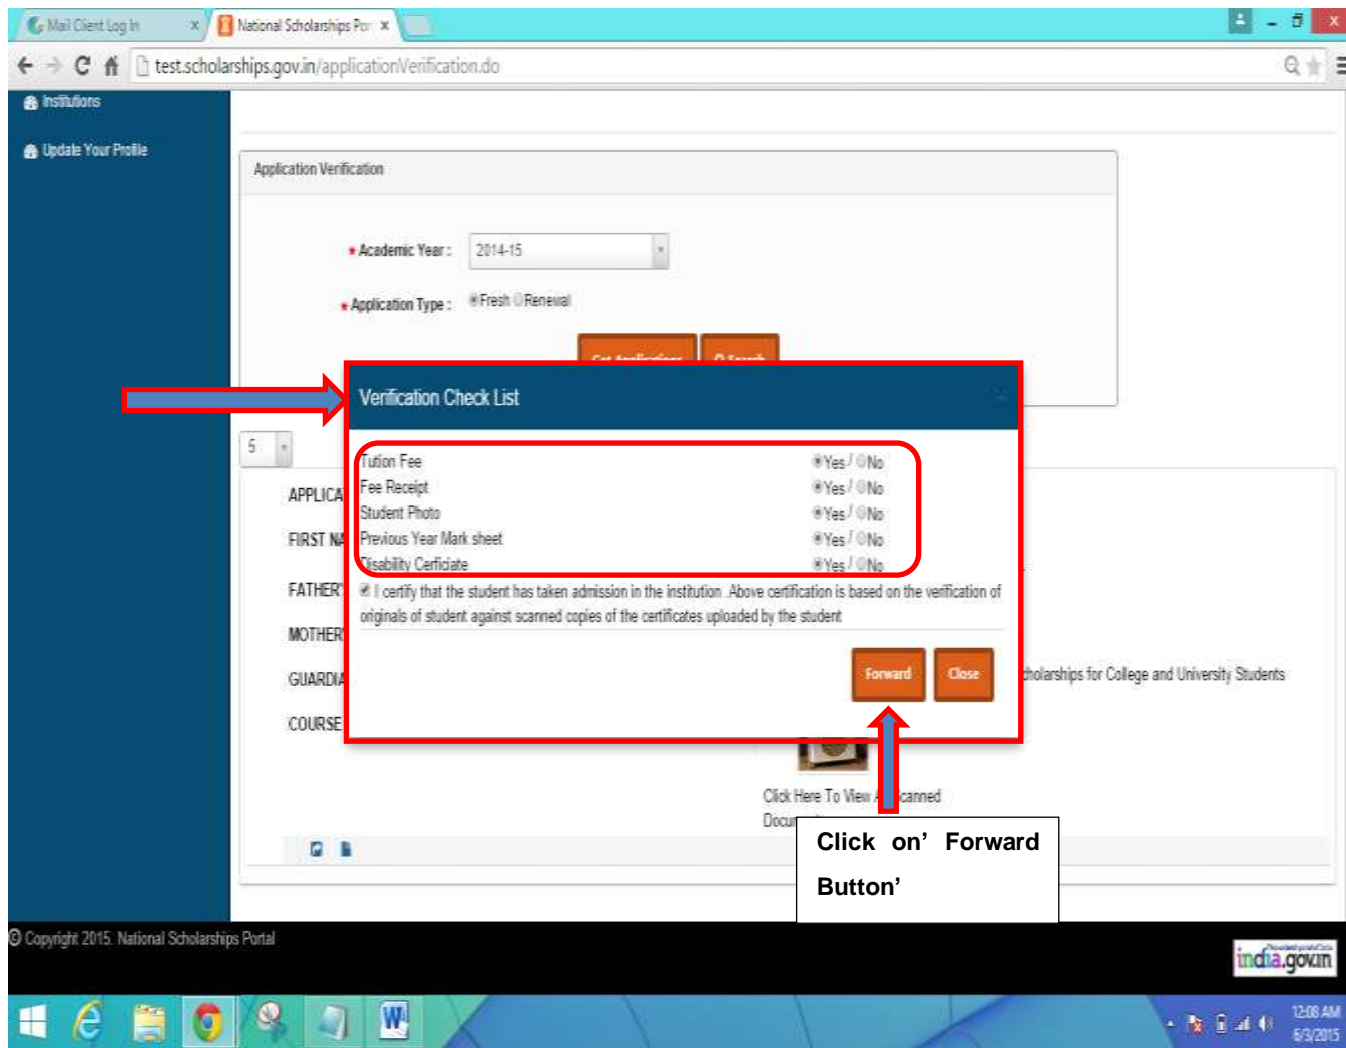 Mail Client Log In
National Scholarships Por
test.scholarships.gov.in/applicationVerification.do
Institutions
Update Your Profile
Application Verification
Academic Year :
2014-15
Application Type :
Fresh Renewal
Get Applications
Search
Verification Check List
5
Tution Fee Yes / No
Fee Receipt Yes / No
Student Photo Yes / No
Previous Year Mark sheet Yes / No
Disability Cerficiate Yes / No
I certify that the student has taken admission in the institution .Above certification is based on the verification of
originals of student against scanned copies of the certificates uploaded by the student
APPLICA
FIRST NA
FATHER'
MOTHER
GUARDIA
COURSE
Forward Close
cholarships for College and University Students
Click Here To View A canned
Docu
Click on’ Forward
Button’
© Copyright 2015. National Scholarships Portal
india.gov.in
12:08 AM
6/3/2015